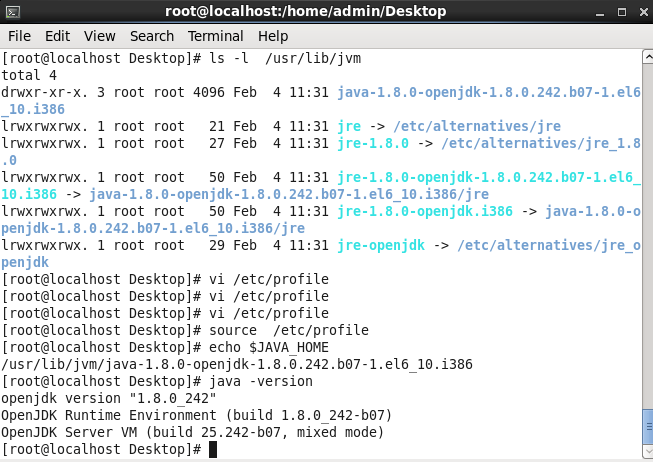 root@localhost:/home/admin/Desktop
File Edit View Search Terminal Help
[root@localhost Desktop]# ls -l  /usr/lib/jvm
total 4
drwxr-xr-x. 3 root root 4096 Feb  4 11:31 java-1.8.0-openjdk-1.8.0.242.b07-1.el6
_10.i386
lrwxrwxrwx. 1 root root   21 Feb  4 11:31 jre -> /etc/alternatives/jre
lrwxrwxrwx. 1 root root   27 Feb  4 11:31 jre-1.8.0 -> /etc/alternatives/jre_1.8
.0
lrwxrwxrwx. 1 root root   50 Feb  4 11:31 jre-1.8.0-openjdk-1.8.0.242.b07-1.el6_
10.i386 -> java-1.8.0-openjdk-1.8.0.242.b07-1.el6_10.i386/jre
lrwxrwxrwx. 1 root root   50 Feb  4 11:31 jre-1.8.0-openjdk.i386 -> java-1.8.0-o
penjdk-1.8.0.242.b07-1.el6_10.i386/jre
lrwxrwxrwx. 1 root root   29 Feb  4 11:31 jre-openjdk -> /etc/alternatives/jre_o
penjdk
[root@localhost Desktop]# vi /etc/profile
[root@localhost Desktop]# vi /etc/profile
[root@localhost Desktop]# vi /etc/profile
[root@localhost Desktop]# source  /etc/profile
[root@localhost Desktop]# echo $JAVA_HOME
/usr/lib/jvm/java-1.8.0-openjdk-1.8.0.242.b07-1.el6_10.i386
[root@localhost Desktop]# java -version
openjdk version "1.8.0_242"
OpenJDK Runtime Environment (build 1.8.0_242-b07)
OpenJDK Server VM (build 25.242-b07, mixed mode)
[root@localhost Desktop]#